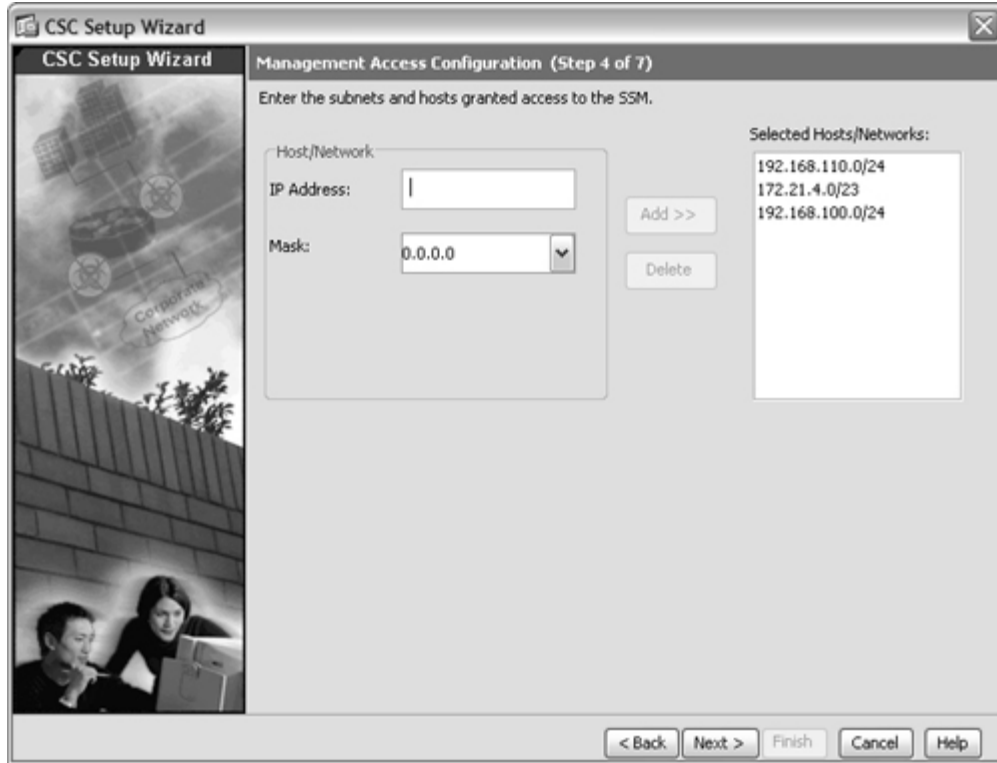 CSC Setup Wizard
CSC Setup Wizard
Corporate
Network
Management Access Configuration (Step 4 of 7)
Enter the subnets and hosts granted access to the SSM.
Host/Network
IP Address:
Mask:
0.0.0.0
Add >>
Delete
Selected Hosts/Networks:
192.168.110.0/24
172.21.4.0/23
192.168.100.0/24
< Back
Next >
Finish
Cancel
Help